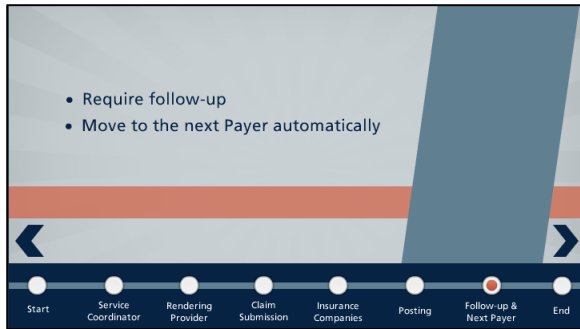 • Require follow-up
• Move to the next Payer automatically
Start
Service
Coordinator
Rendering
Provider
Claim
Submission
Insurance
Companies
Posting
Follow-up &
Next Payer
End